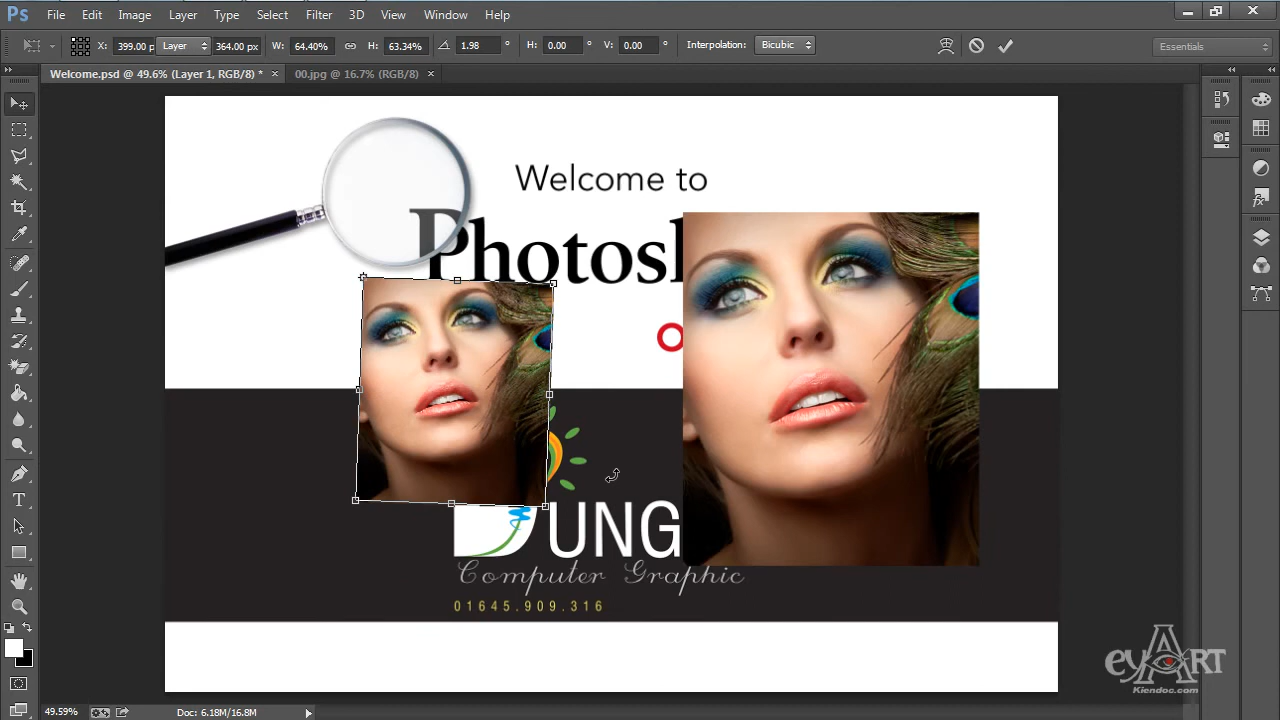 Ps File Edit Image Layer Type Select Filter 3D View Window Help
X: 399.00 p Layer 364.00 px W: 64.40% H: 63.34% 1.98 ° H: 0.00 ° V: 0.00 ° Interpolation: Bicubic Essentials
Welcome.psd @ 49.6% (Layer 1, RGB/8) * × 00.jpg @ 16.7% (RGB/8) ×
Welcome to
Photosh
UNG
Computer Graphic
01645.909.316
eyART
Kiendoc.com
49.59% Doc: 6.18M/16.8M